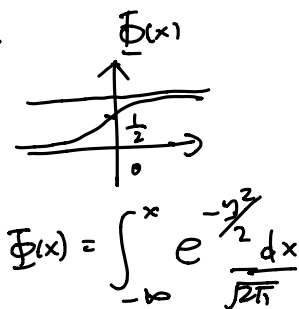 Φ(x)
1/2
0
Φ(x) = ∫_{-∞}^{x} e^{-y²/2} dx/√2π